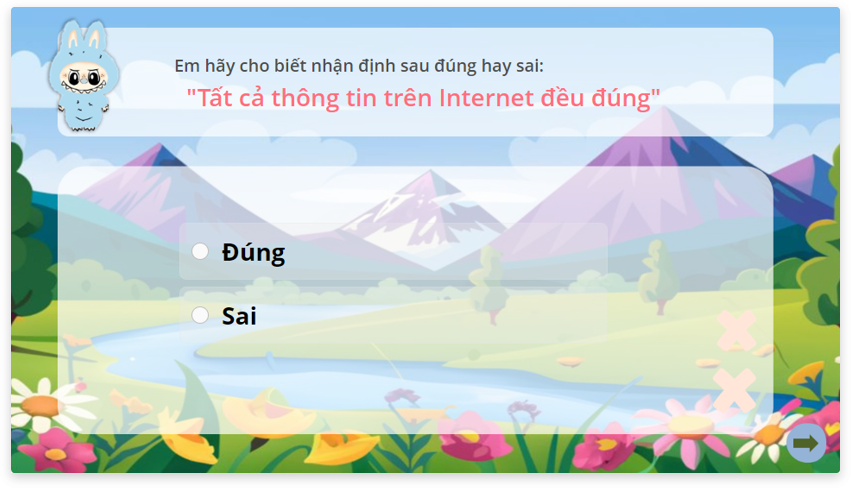 Em hãy cho biết nhận định sau đúng hay sai:
"Tất cả thông tin trên Internet đều đúng"
Đúng
Sai